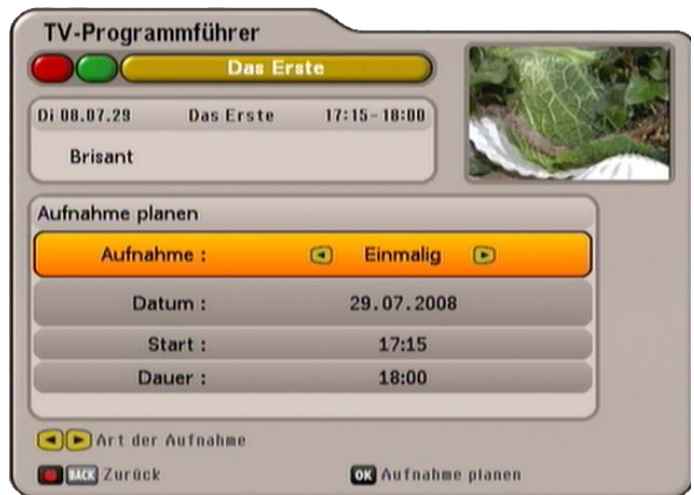 TV-Programmführer
Das Erste
Di 08.07.29 Das Erste 17:15-18:00
Brisant
Aufnahme planen
Aufnahme : Einmalig
Datum : 29.07.2008
Start : 17:15
Dauer : 18:00
Art der Aufnahme
BACK Zurück OK Aufnahme planen